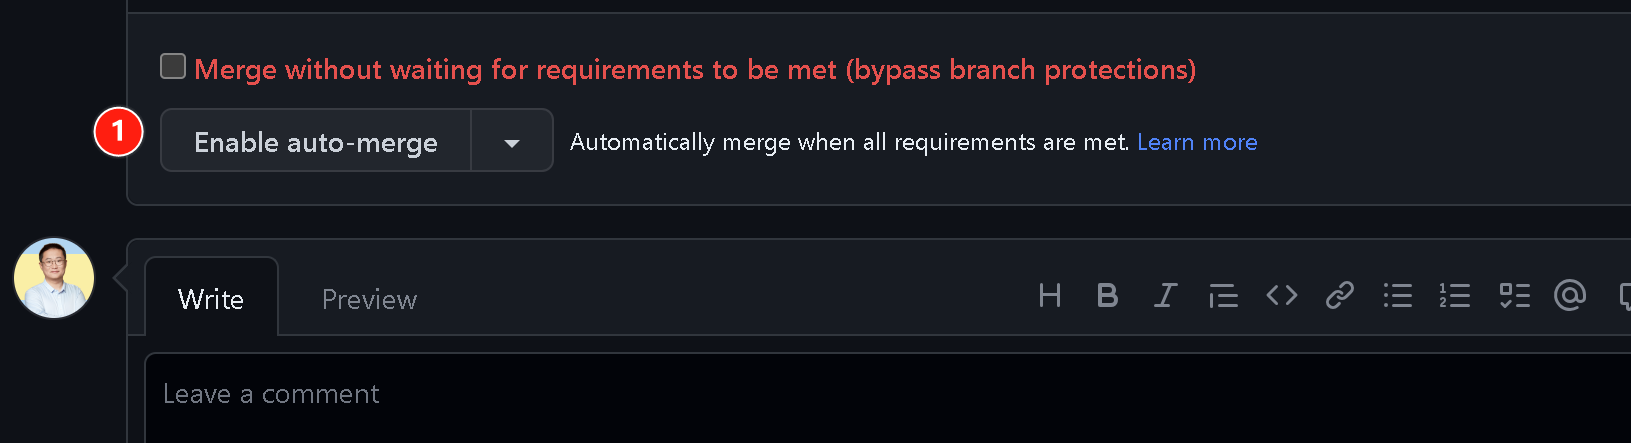 Merge without waiting for requirements to be met (bypass branch protections)
1
Enable auto-merge
Automatically merge when all requirements are met. Learn more
Write
Preview
Leave a comment